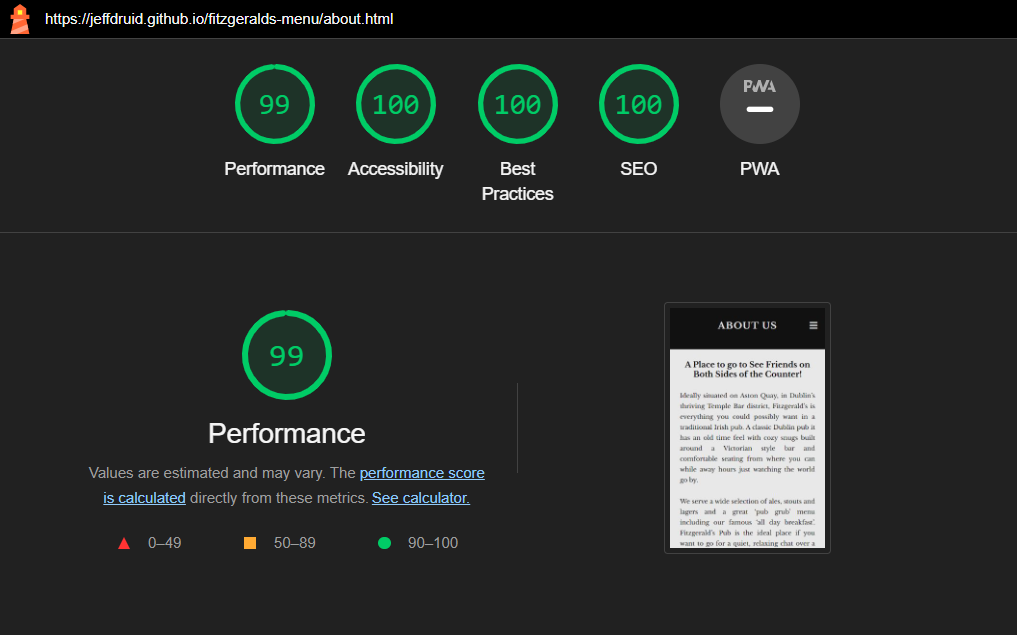 https://jeffdruid.github.io/fitzgeralds-menu/about.html
99
100
100
100
PWA
Performance
Accessibility
Best
Practices
SEO
PWA
99
Performance
Values are estimated and may vary. The performance score
is calculated directly from these metrics. See calculator.
0–49
50–89
90–100
ABOUT US
A Place to go to See Friends on
Both Sides of the Counter!
Ideally situated on Aston Quay, in Dublin's
thriving Temple Bar district, Fitzgerald's is
everything you could possibly want in a
traditional Irish pub. A classic Dublin pub it
has an old time feel with cozy snugs built
around a Victorian style bar and
comfortable seating from where you can
while away hours just watching the world
go by.
We serve a wide selection of ales, stouts and
lagers and a great 'pub grub' menu
including our famous 'all day breakfast'.
Fitzgerald's Pub is the ideal place if you
want to go for a quiet, relaxing chat over a